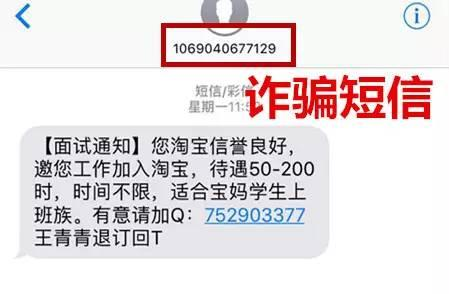 1069040677129
诈骗短信
短信/彩信
星期一11:5
【面试通知】您淘宝信誉良好，
邀您工作加入淘宝，待遇50-200
时，时间不限，适合宝妈学生上
班族。有意请加Q：752903377
王青青退订回T